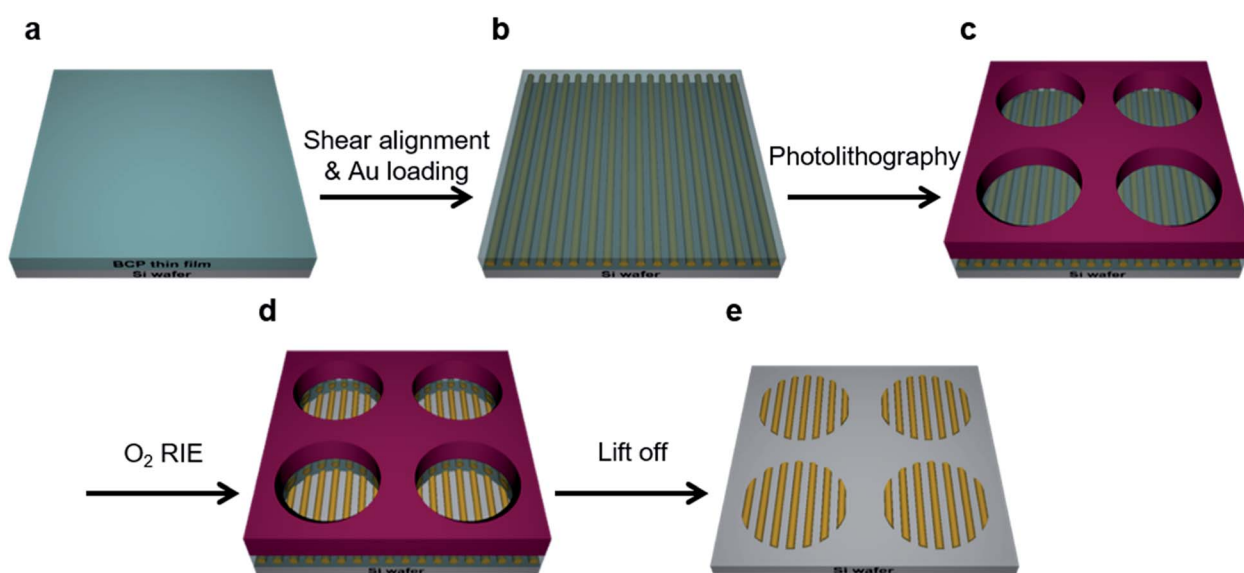 a
b
c
Shear alignment
& Au loading
Photolithography
BCP thin film
Si wafer
Si wafer
Si wafer
d
e
O₂ RIE
Lift off
Si wafer
Si wafer